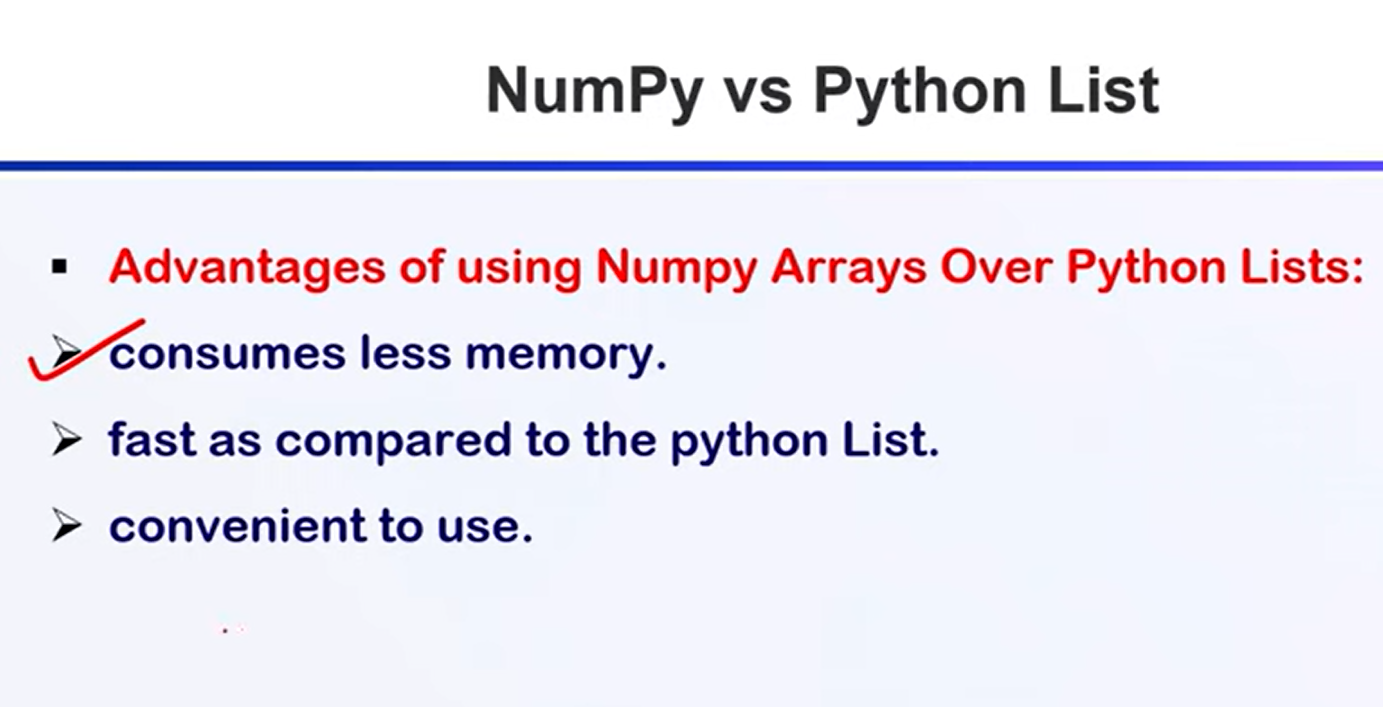 NumPy vs Python List
▪ Advantages of using Numpy Arrays Over Python Lists:
➤ consumes less memory.
➤ fast as compared to the python List.
➤ convenient to use.